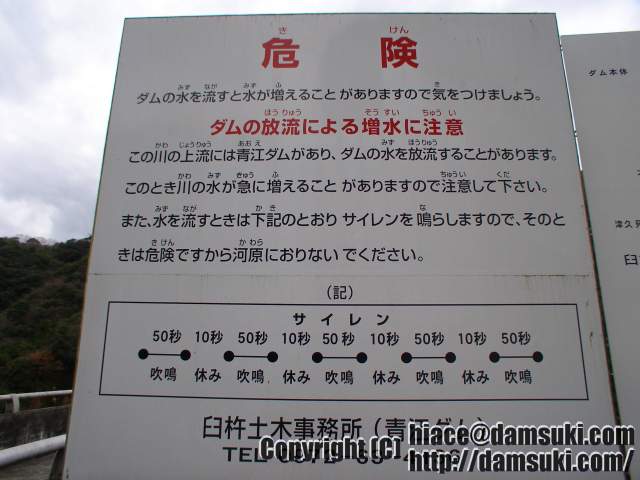 危険
ダムの水を流すと水が増えることがありますので気をつけましょう。
ダムの放流による増水に注意
この川の上流には青江ダムがあり、ダムの水を放流することがあります。
このとき川の水が急に増えることがありますので注意して下さい。
また、水を流すときは下記のとおりサイレンを鳴らしますので、そのと
きは危険ですから河原におりないでください。
(記)
サイレン
50秒 10秒 50秒 10秒 50秒 10秒 50秒 10秒 50秒
吹鳴 休み 吹鳴 休み 吹鳴 休み 吹鳴 休み 吹鳴
臼杵土木事務所(青江ダム)
TEL
Copyright (C) hiace@damsuki.com
http://damsuki.com/
ダム本体
津久
臼